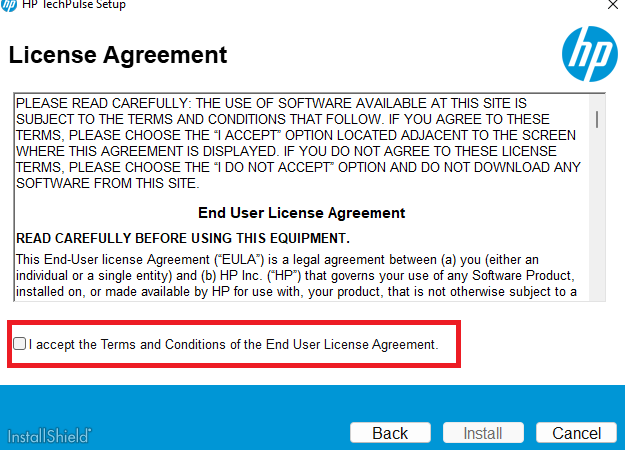 HP TechPulse Setup
License Agreement
hp
PLEASE READ CAREFULLY: THE USE OF SOFTWARE AVAILABLE AT THIS SITE IS
SUBJECT TO THE TERMS AND CONDITIONS THAT FOLLOW. IF YOU AGREE TO THESE
TERMS, PLEASE CHOOSE THE “I ACCEPT” OPTION LOCATED ADJACENT TO THE SCREEN
WHERE THIS AGREEMENT IS DISPLAYED. IF YOU DO NOT AGREE TO THESE LICENSE
TERMS, PLEASE CHOOSE THE “I DO NOT ACCEPT” OPTION AND DO NOT DOWNLOAD ANY
SOFTWARE FROM THIS SITE.
End User License Agreement
READ CAREFULLY BEFORE USING THIS EQUIPMENT.
This End-User license Agreement (“EULA”) is a legal agreement between (a) you (either an
individual or a single entity) and (b) HP Inc. (“HP”) that governs your use of any Software Product,
installed on, or made available by HP for use with, your product, that is not otherwise subject to a
I accept the Terms and Conditions of the End User License Agreement.
InstallShield
Back
Install
Cancel